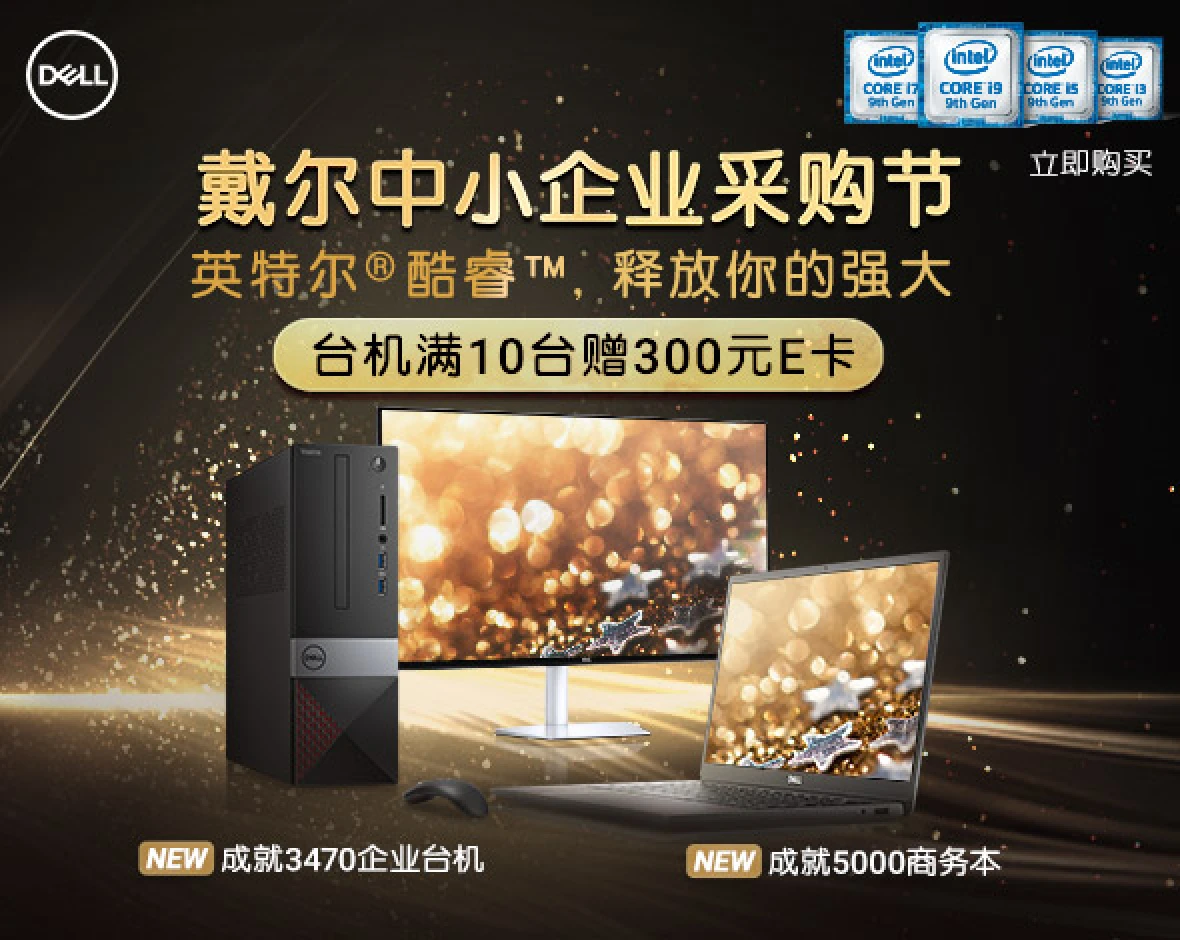 DELL
intel intel intel intel
CORE i7 CORE i9 CORE i5 CORE i3
9th Gen 9th Gen 9th Gen 9th Gen
立即购买
戴尔中小企业采购节
英特尔®酷睿™，释放你的强大
台机满10台赠300元E卡
DELL
DELL
DELL
NEW 成就3470企业台机
NEW 成就5000商务本